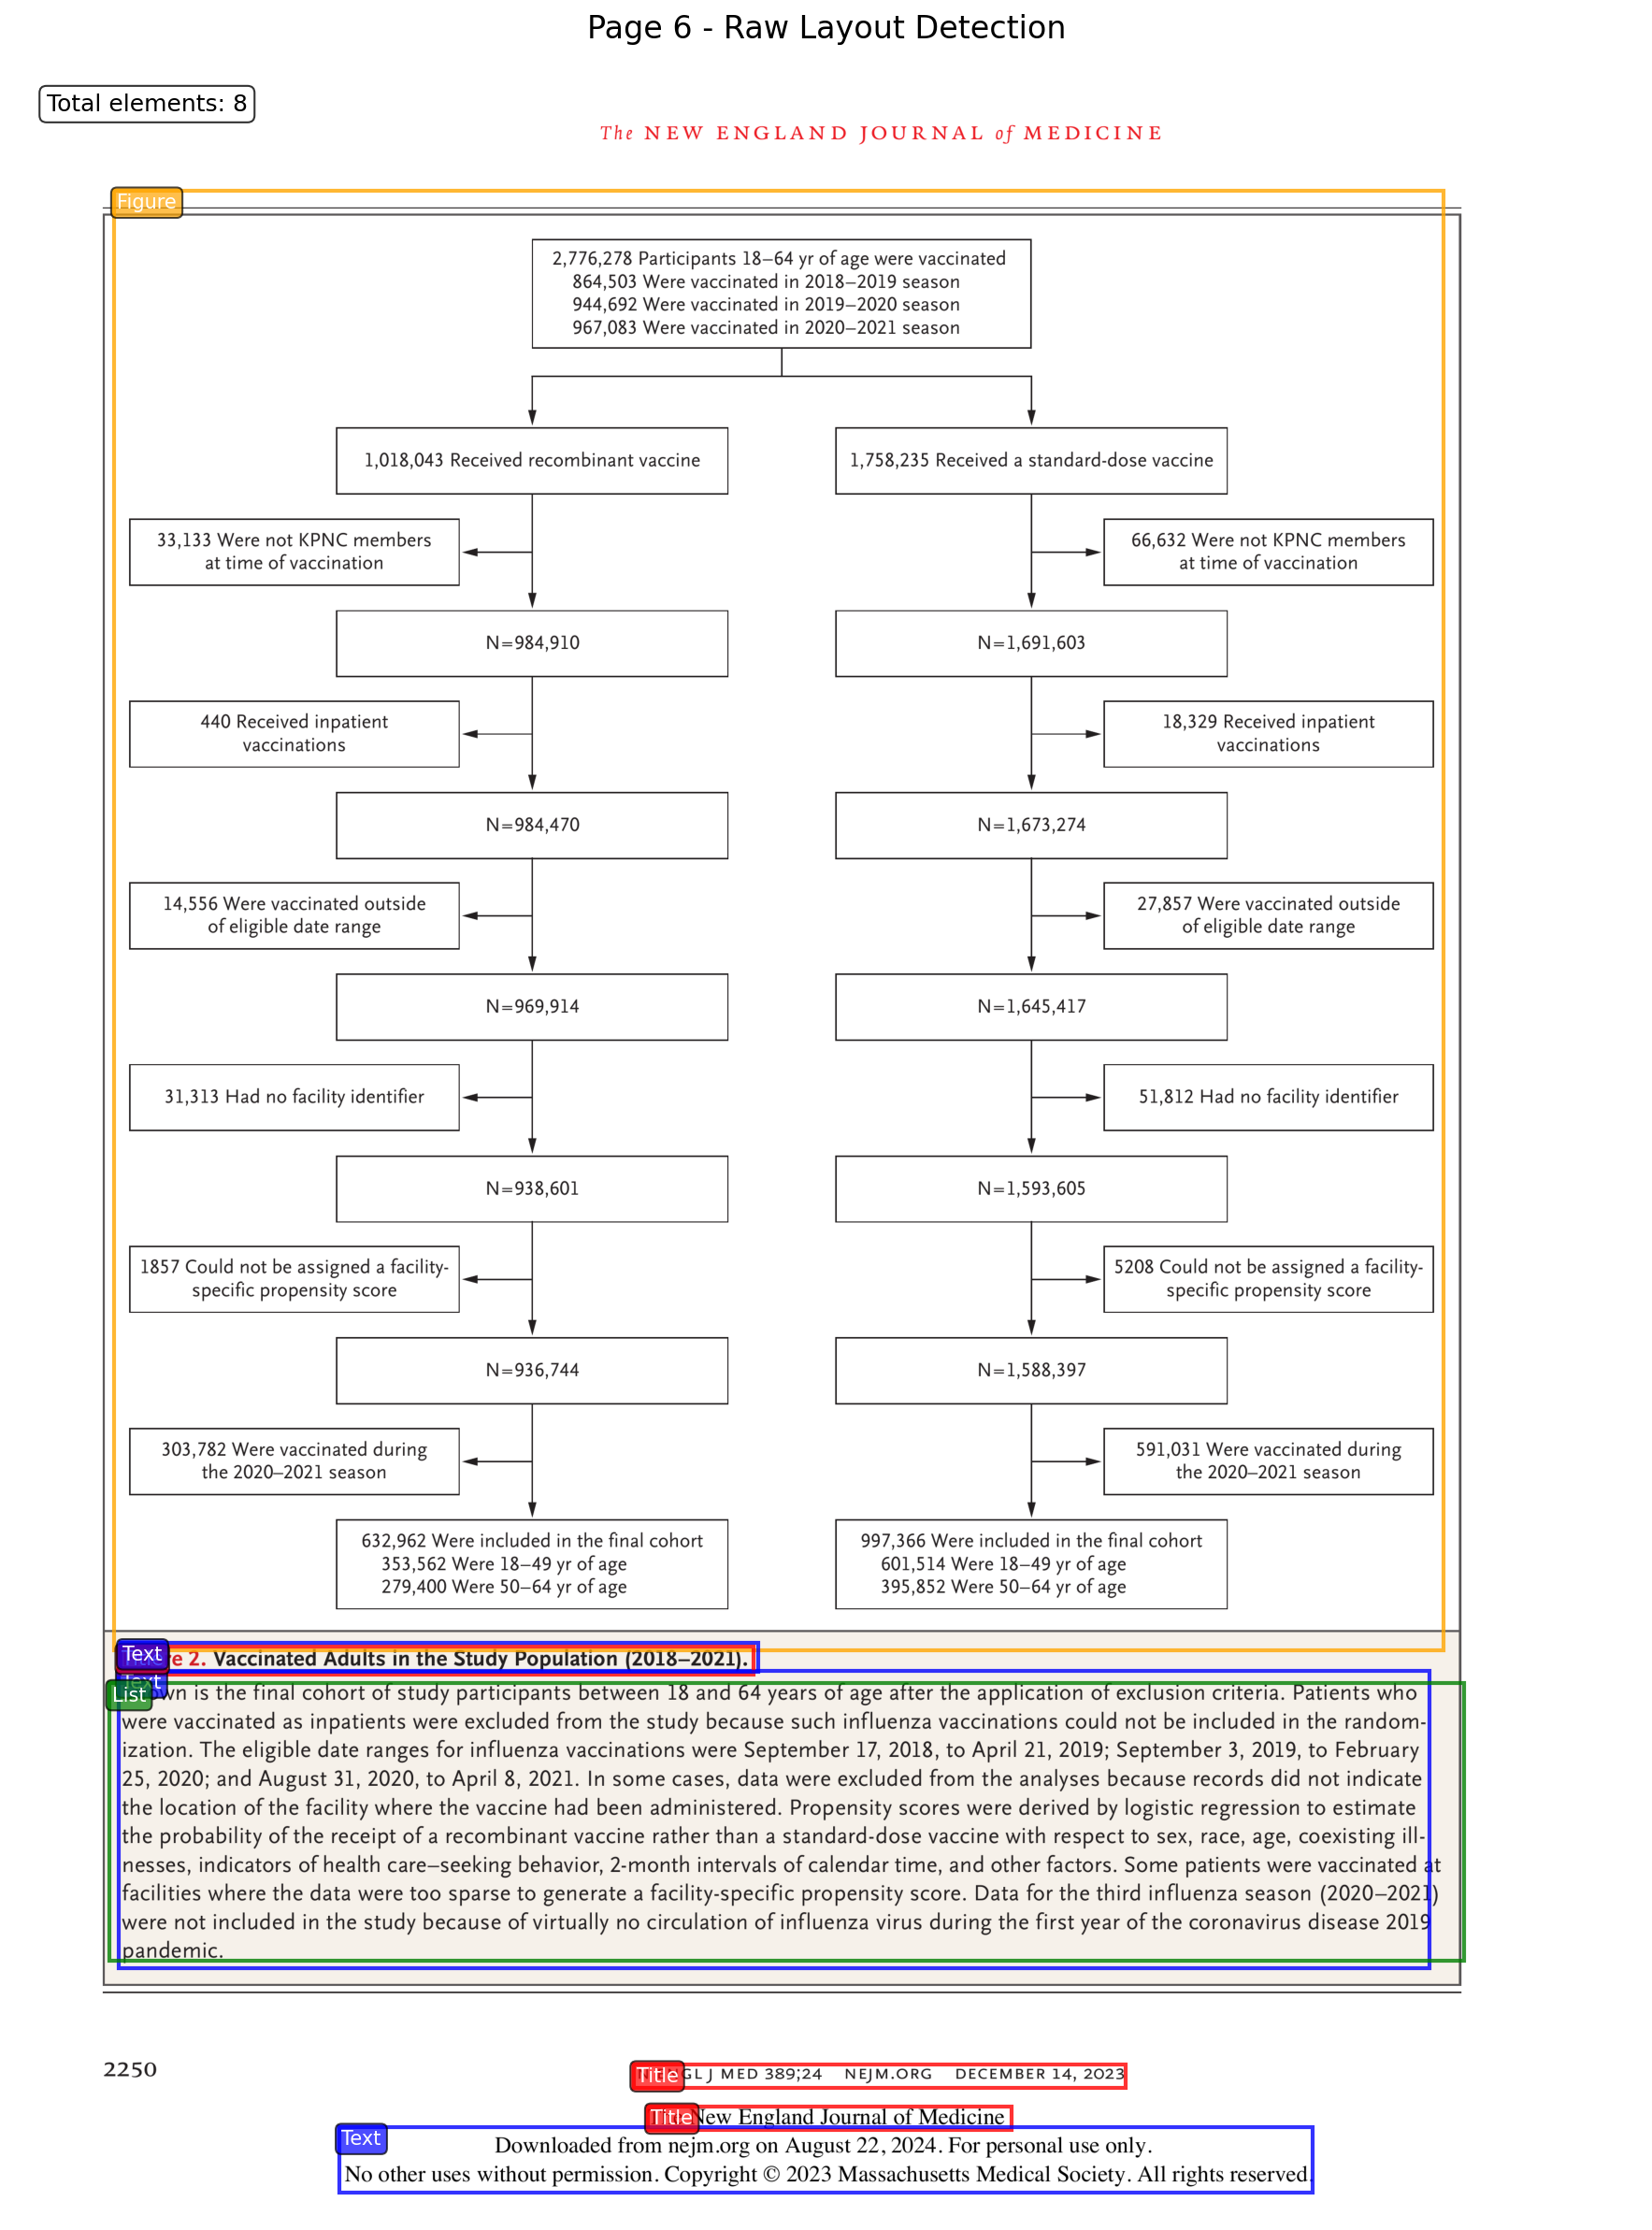 Page 6 - Raw Layout Detection
Total elements: 8
The NEW ENGLAND JOURNAL of MEDICINE
Figure
2,776,278 Participants 18–64 yr of age were vaccinated
864,503 Were vaccinated in 2018–2019 season
944,692 Were vaccinated in 2019–2020 season
967,083 Were vaccinated in 2020–2021 season
1,018,043 Received recombinant vaccine
1,758,235 Received a standard-dose vaccine
33,133 Were not KPNC members
at time of vaccination
66,632 Were not KPNC members
at time of vaccination
N=984,910
N=1,691,603
440 Received inpatient
vaccinations
18,329 Received inpatient
vaccinations
N=984,470
N=1,673,274
14,556 Were vaccinated outside
of eligible date range
27,857 Were vaccinated outside
of eligible date range
N=969,914
N=1,645,417
31,313 Had no facility identifier
51,812 Had no facility identifier
N=938,601
N=1,593,605
1857 Could not be assigned a facility-
specific propensity score
5208 Could not be assigned a facility-
specific propensity score
N=936,744
N=1,588,397
303,782 Were vaccinated during
the 2020–2021 season
591,031 Were vaccinated during
the 2020–2021 season
632,962 Were included in the final cohort
353,562 Were 18–49 yr of age
279,400 Were 50–64 yr of age
997,366 Were included in the final cohort
601,514 Were 18–49 yr of age
395,852 Were 50–64 yr of age
Text
2. Vaccinated Adults in the Study Population (2018–2021).
Text
List
is the final cohort of study participants between 18 and 64 years of age after the application of exclusion criteria. Patients who
were vaccinated as inpatients were excluded from the study because such influenza vaccinations could not be included in the random-
ization. The eligible date ranges for influenza vaccinations were September 17, 2018, to April 21, 2019; September 3, 2019, to February
25, 2020; and August 31, 2020, to April 8, 2021. In some cases, data were excluded from the analyses because records did not indicate
the location of the facility where the vaccine had been administered. Propensity scores were derived by logistic regression to estimate
the probability of the receipt of a recombinant vaccine rather than a standard-dose vaccine with respect to sex, race, age, coexisting ill-
nesses, indicators of health care–seeking behavior, 2-month intervals of calendar time, and other factors. Some patients were vaccinated at
facilities where the data were too sparse to generate a facility-specific propensity score. Data for the third influenza season (2020–2021)
were not included in the study because of virtually no circulation of influenza virus during the first year of the coronavirus disease 2019
pandemic.
2250
Title
J MED 389;24 NEJM.ORG DECEMBER 14, 2023
Title
New England Journal of Medicine
Text
Downloaded from nejm.org on August 22, 2024. For personal use only.
No other uses without permission. Copyright © 2023 Massachusetts Medical Society. All rights reserved.